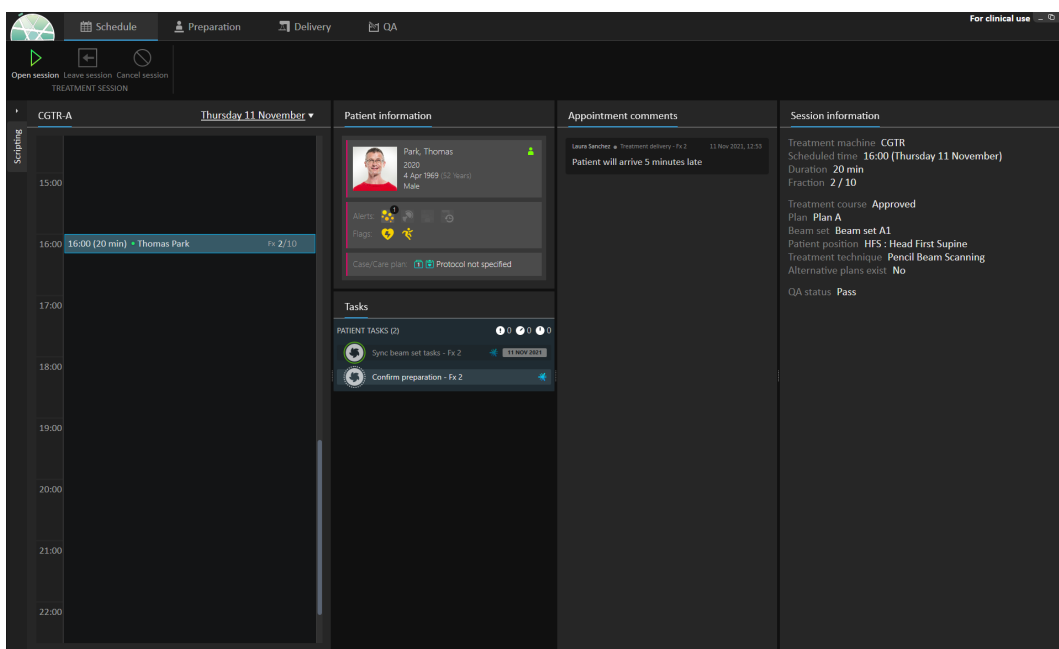 For clinical use
Schedule
Preparation
Delivery
QA
Open session
Leave session
Cancel session
TREATMENT SESSION
Scripting
CGTR-A
Thursday 11 November
15:00
16:00
16:00 (20 min) • Thomas Park
Fx 2/10
17:00
18:00
19:00
20:00
21:00
22:00
Patient information
Park, Thomas
2020
4 Apr 1969 (52 Years)
Male
Alerts:
1
Flags:
Case/Care plan:
1
Protocol not specified
Tasks
PATIENT TASKS (2)
0
0
0
Sync beam set tasks - Fx 2
11 NOV 2021
Confirm preparation - Fx 2
Appointment comments
Laura Sanchez • Treatment delivery - Fx 2
11 Nov 2021, 12:53
Patient will arrive 5 minutes late
Session information
Treatment machine CGTR
Scheduled time 16:00 (Thursday 11 November)
Duration 20 min
Fraction 2 / 10
Treatment course Approved
Plan Plan A
Beam set Beam set A1
Patient position HFS : Head First Supine
Treatment technique Pencil Beam Scanning
Alternative plans exist No
QA status Pass